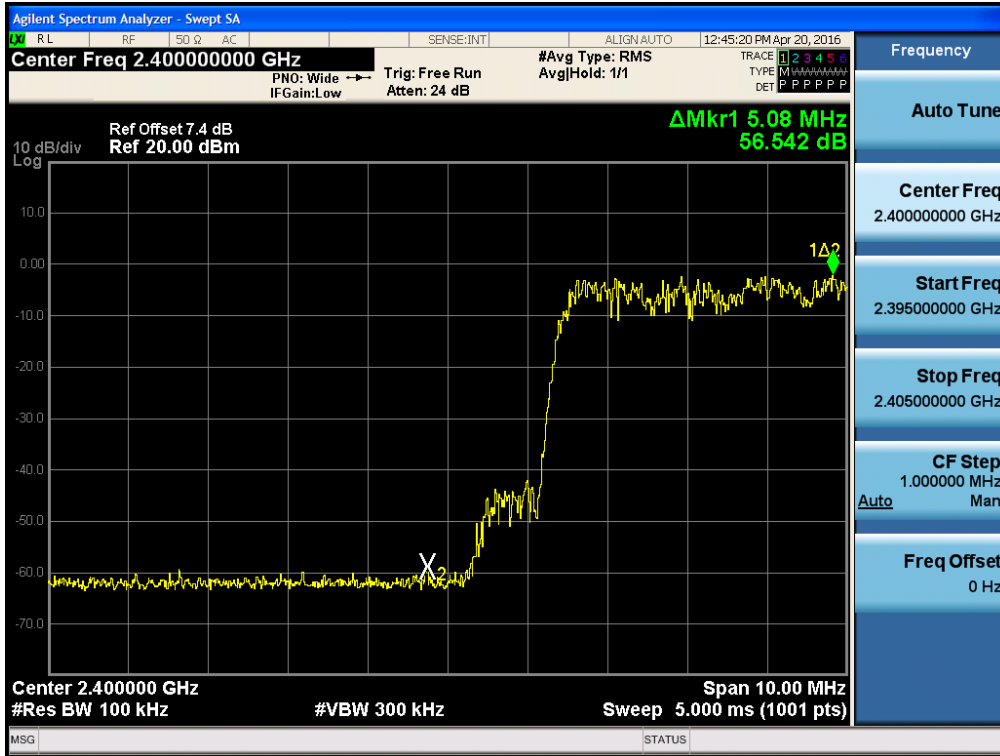 Agilent Spectrum Analyzer - Swept SA
LXI RL RF 50 Ω AC SENSE:INT ALIGN AUTO 12:45:20 PM Apr 20, 2016
Center Freq 2.400000000 GHz
PNO: Wide
IFGain:Low
Trig: Free Run
Atten: 24 dB
#Avg Type: RMS
Avg|Hold: 1/1
TRACE 1 2 3 4 5 6
TYPE M WWWWW
DET P P P P P P
ΔMkr1 5.08 MHz
56.542 dB
Ref Offset 7.4 dB
10 dB/div Ref 20.00 dBm
Log
10.0
0.00
-10.0
-20.0
-30.0
-40.0
-50.0
-60.0
-70.0
1Δ2
X2
Center 2.400000 GHz Span 10.00 MHz
#Res BW 100 kHz #VBW 300 kHz Sweep 5.000 ms (1001 pts)
MSG STATUS
Frequency
Auto Tune
Center Freq
2.400000000 GHz
Start Freq
2.395000000 GHz
Stop Freq
2.405000000 GHz
CF Step
1.000000 MHz
Auto Man
Freq Offset
0 Hz